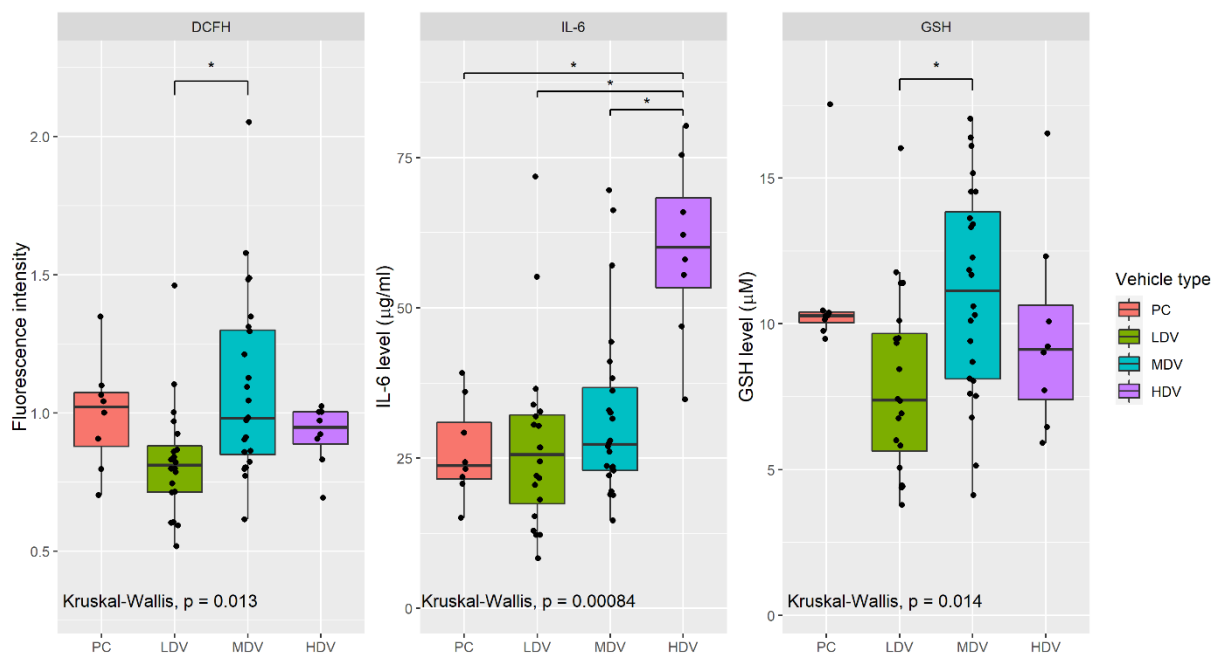 DCFH
IL-6
GSH
*
*
*
*
*
2.0
1.5
1.0
0.5
Fluorescence intensity
Kruskal-Wallis, p = 0.013
PC
LDV
MDV
HDV
75
50
25
0
IL-6 level (μg/ml)
Kruskal-Wallis, p = 0.00084
PC
LDV
MDV
HDV
15
10
5
0
GSH level (μM)
Kruskal-Wallis, p = 0.014
PC
LDV
MDV
HDV
Vehicle type
PC
LDV
MDV
HDV